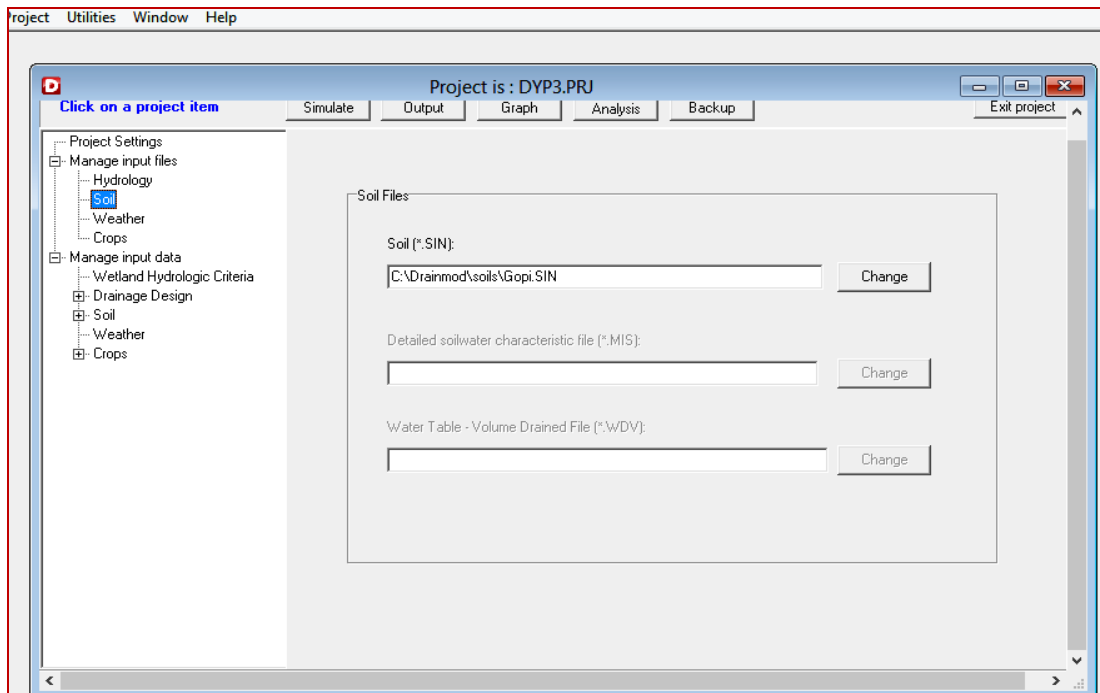 roject Utilities Window Help
Project is : DYP3.PRJ
Click on a project item Simulate Output Graph Analysis Backup Exit project
Project Settings
Manage input files
Hydrology
Soil
Weather
Crops
Manage input data
Wetland Hydrologic Criteria
Drainage Design
Soil
Weather
Crops
Soil Files
Soil (*.SIN):
C:\Drainmod\soils\Gopi.SIN Change
Detailed soilwater characteristic file (*.MIS):
Change
Water Table - Volume Drained File (*.WDV):
Change